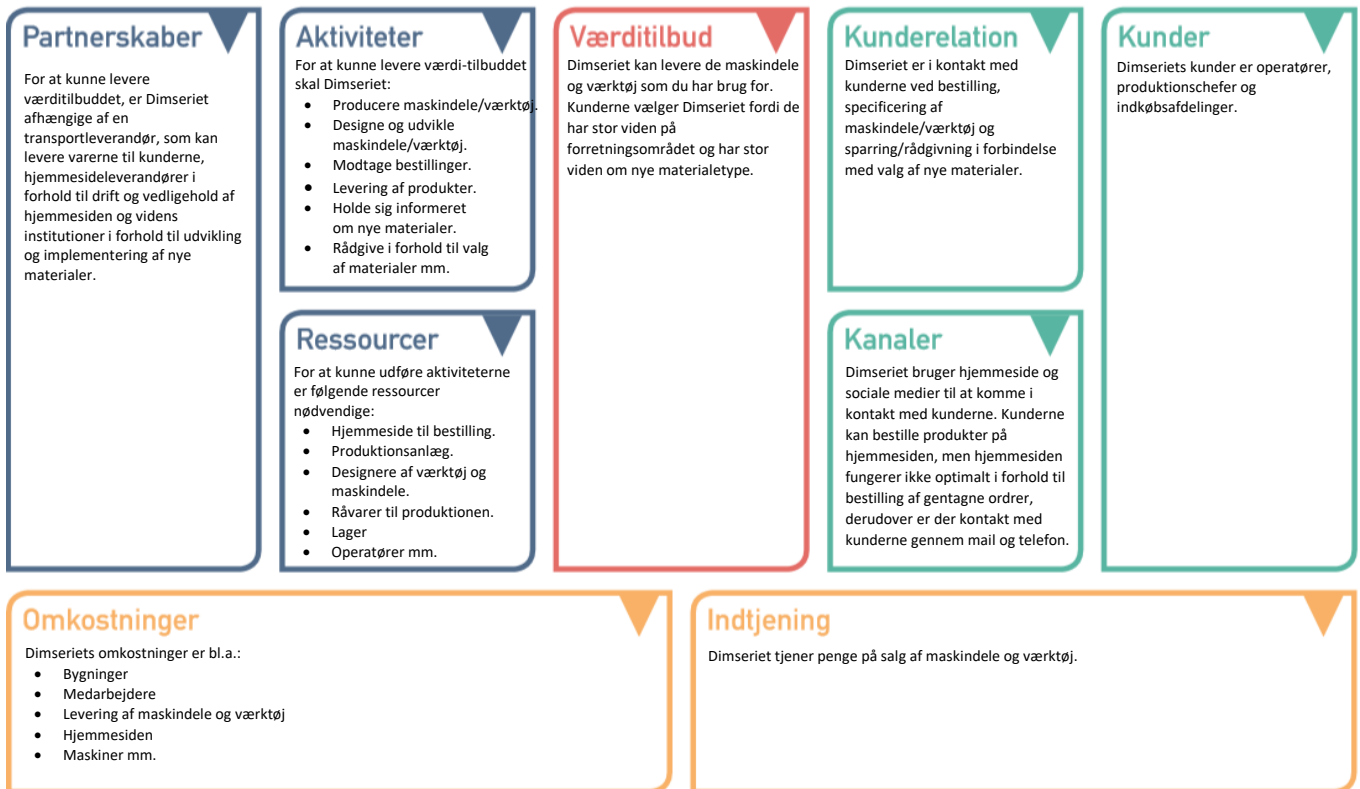 Partnerskaber
For at kunne levere
værditilbuddet, er Dimseriet
afhængige af en
transportleverandør, som kan
levere varerne til kunderne,
hjemmesideleverandører i
forhold til drift og vedligehold af
hjemmesiden og videns
institutioner i forhold til udvikling
og implementering af nye
materialer.
Aktiviteter
For at kunne levere værdi-tilbuddet
skal Dimseriet:
• Producere maskindele/værktøj.
• Designe og udvikle
maskindele/værktøj.
• Modtage bestillinger.
• Levering af produkter.
• Holde sig informeret
om nye materialer.
• Rådgive i forhold til valg
af materialer mm.
Ressourcer
For at kunne udføre aktiviteterne
er følgende ressourcer
nødvendige:
• Hjemmeside til bestilling.
• Produktionsanlæg.
• Designere af værktøj og
maskindele.
• Råvarer til produktionen.
• Lager
• Operatører mm.
Værditilbud
Dimseriet kan levere de maskindele
og værktøj som du har brug for.
Kunderne vælger Dimseriet fordi de
har stor viden på
forretningsområdet og har stor
viden om nye materialetype.
Kunderelation
Dimseriet er i kontakt med
kunderne ved bestilling,
specificering af
maskindele/værktøj og
sparring/rådgivning i forbindelse
med valg af nye materialer.
Kanaler
Dimseriet bruger hjemmeside og
sociale medier til at komme i
kontakt med kunderne. Kunderne
kan bestille produkter på
hjemmesiden, men hjemmesiden
fungerer ikke optimalt i forhold til
bestilling af gentagne ordrer,
derudover er der kontakt med
kunderne gennem mail og telefon.
Kunder
Dimseriets kunder er operatører,
produktionschefer og
indkøbsafdelinger.
Omkostninger
Dimseriets omkostninger er bl.a.:
• Bygninger
• Medarbejdere
• Levering af maskindele og værktøj
• Hjemmesiden
• Maskiner mm.
Indtjening
Dimseriet tjener penge på salg af maskindele og værktøj.